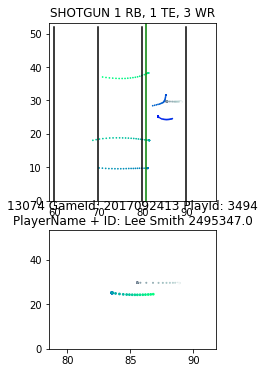 SHOTGUN 1 RB, 1 TE, 3 WR
50
40
30
20
10
0
60 70 80 90
13074 GameId: 2017092413 PlayId: 3494
PlayerName + ID: Lee Smith 2495347.0
40
20
0
80 85 90